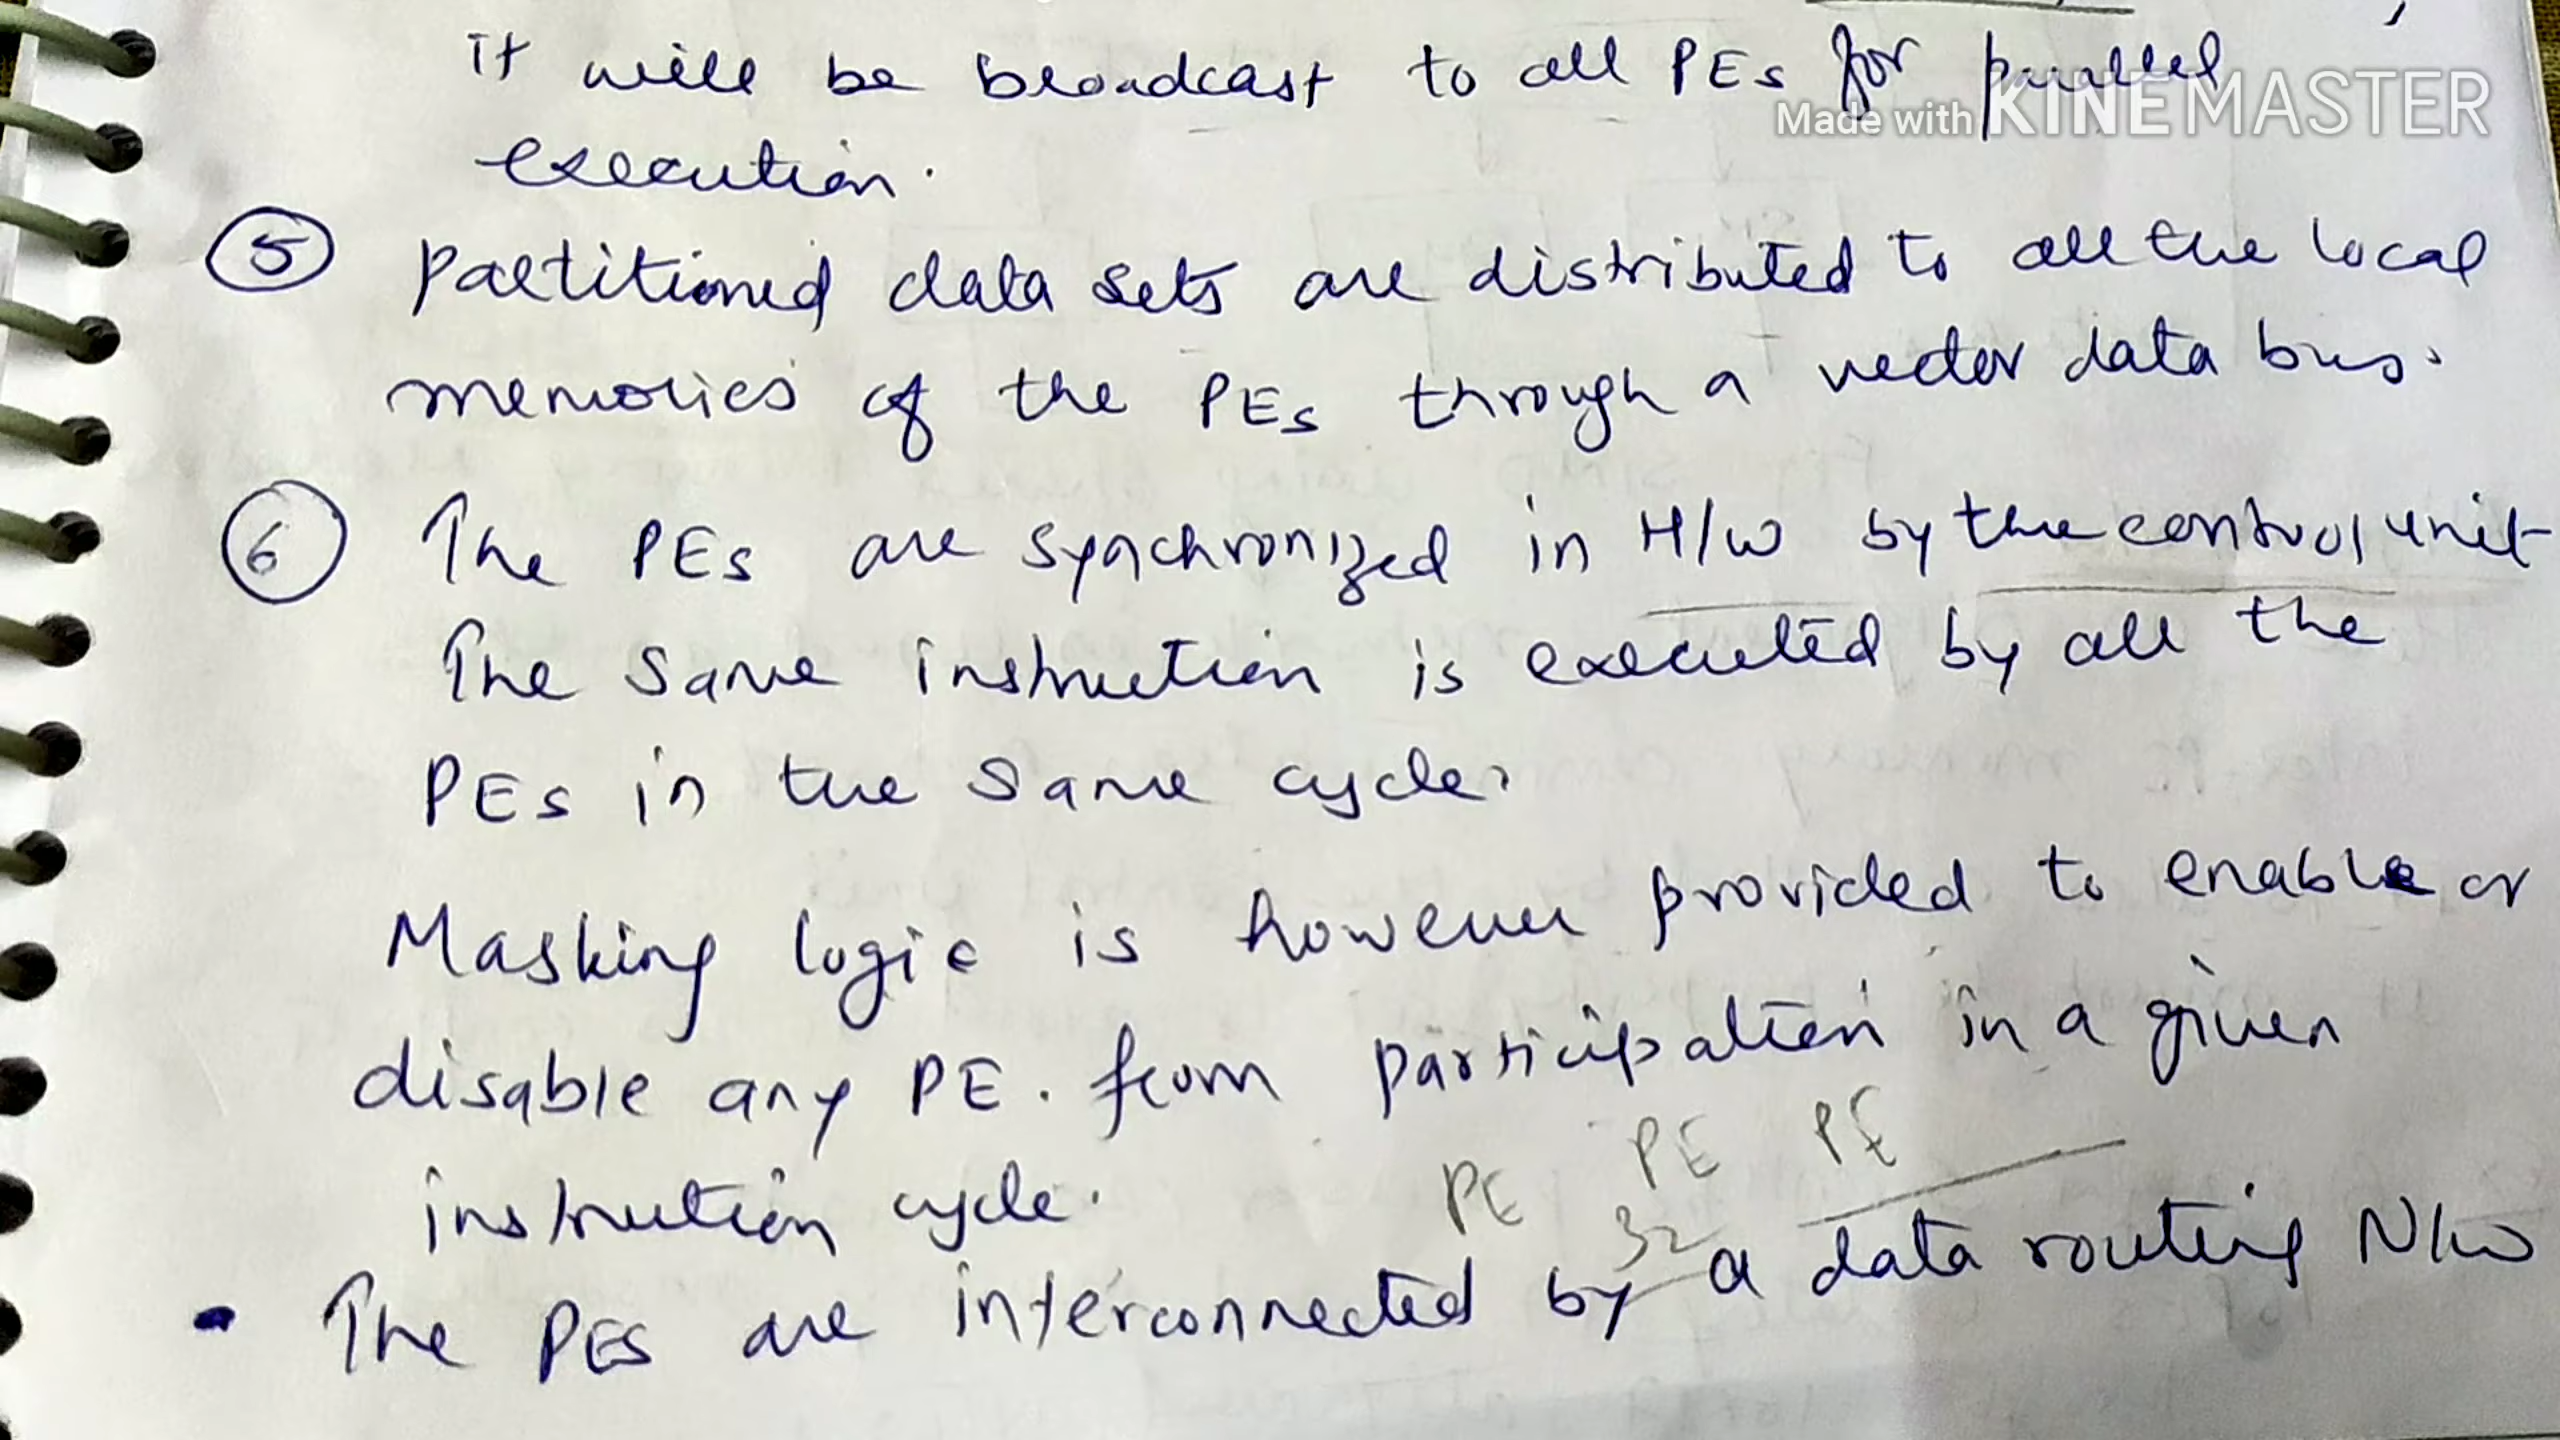 it will be broadcast to all PEs for parallel
Made with KINEMASTER
execution.
5 Partitioned data sets are distributed to all the local
memories of the PEs through a vector data bus.
6 The PEs are synchronized in H/W by the control unit
The same instruction is executed by all the
PEs in the same cycle.
Masking logic is however provided to enable or
disable any PE. from participation in a given
instruction cycle.
PE PE PE
32
• The PEs are interconnected by a data routing N/W